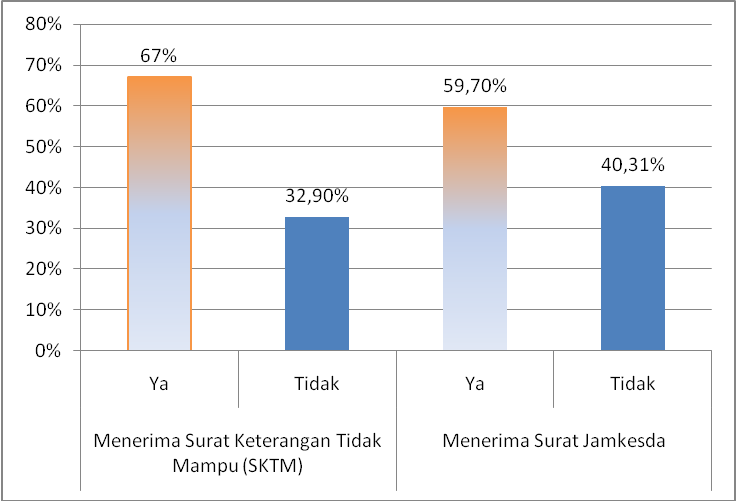 80%
70%
60%
50%
40%
30%
20%
10%
0%
67%
32,90%
59,70%
40,31%
Ya
Tidak
Ya
Tidak
Menerima Surat Keterangan Tidak
Mampu (SKTM)
Menerima Surat Jamkesda